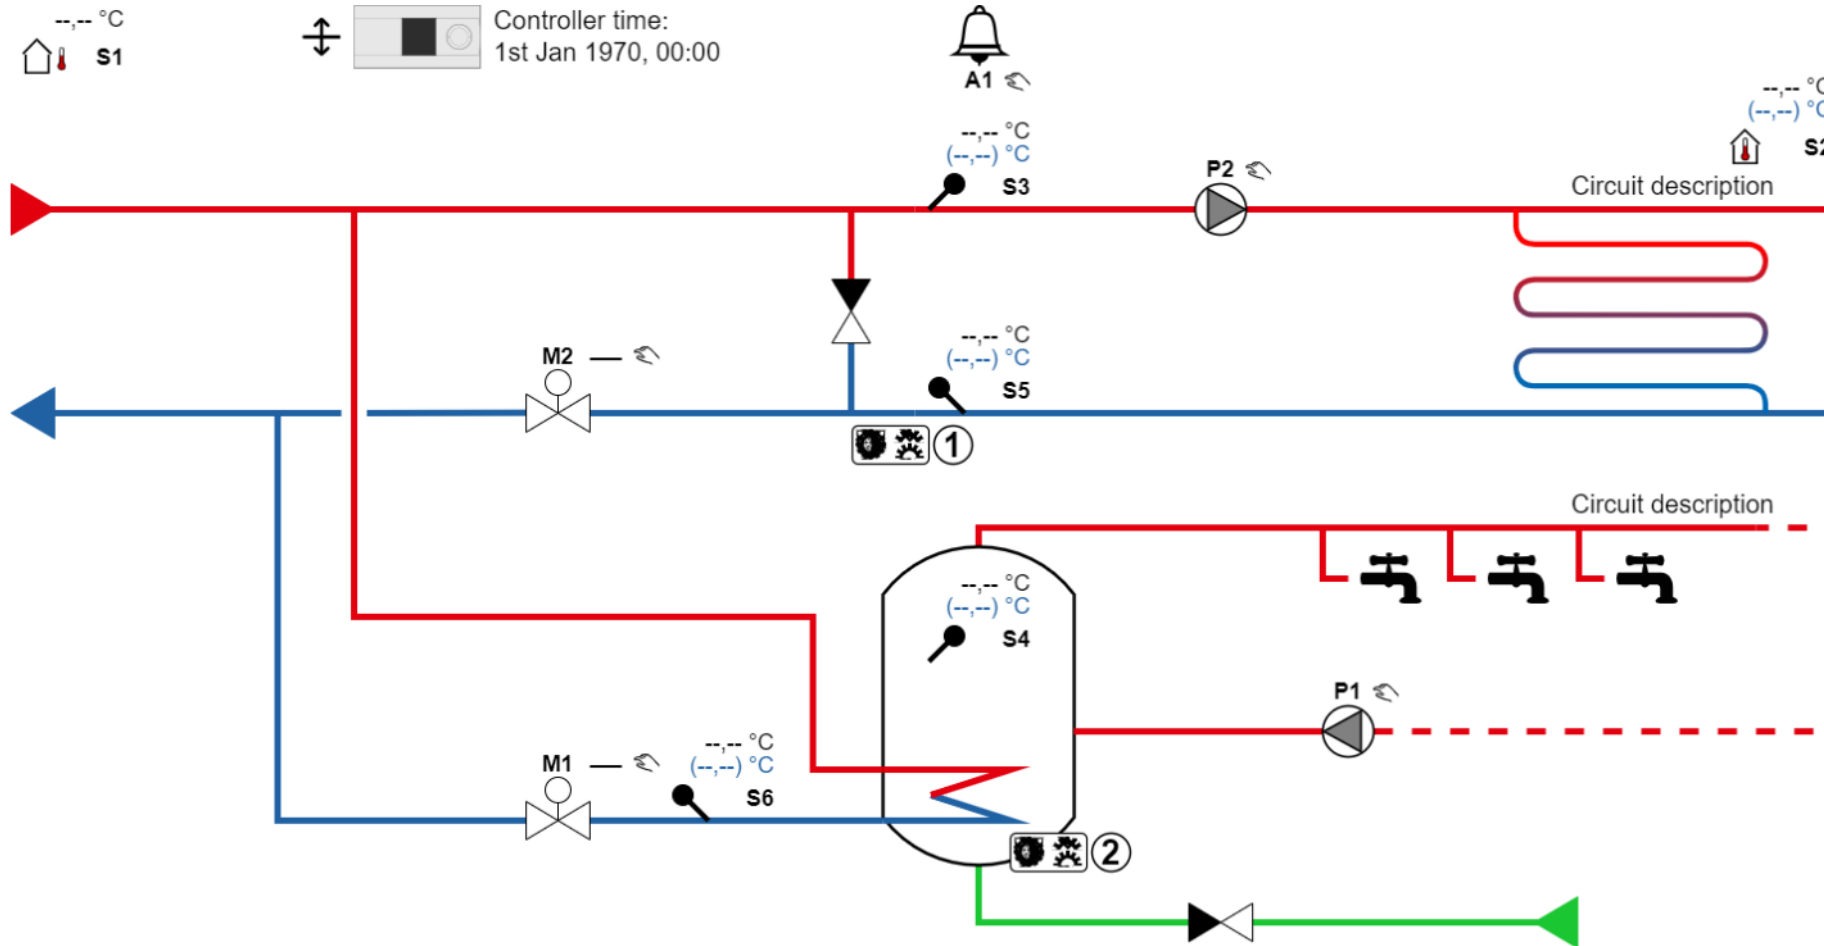 --,-- °C
S1
Controller time:
1st Jan 1970, 00:00
A1
--,-- °C
(--,--) °C
S3
P2
--,-- °C
(--,--) °C
S2
Circuit description
M2
--,-- °C
(--,--) °C
S5
1
Circuit description
--,-- °C
(--,--) °C
S4
P1
M1
--,-- °C
(--,--) °C
S6
2